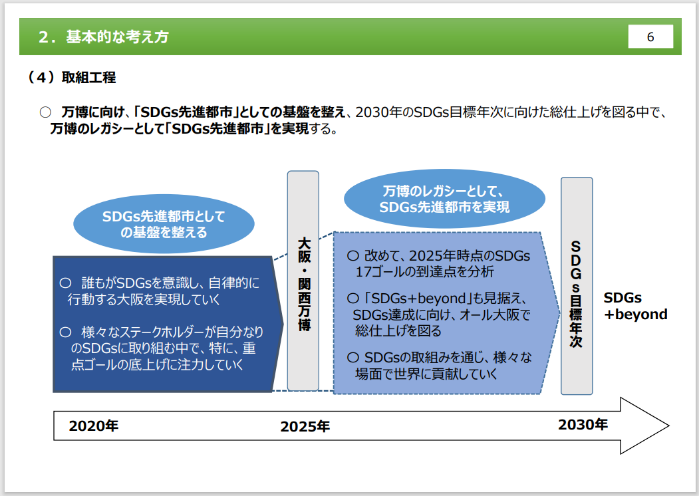 ２．基本的な考え方
6
（４）取組工程
○ 万博に向け、「SDGs先進都市」としての基盤を整え、2030年のSDGs目標年次に向けた総仕上げを図る中で、
万博のレガシーとして「SDGs先進都市」を実現する。
SDGs先進都市として
の基盤を整える
○ 誰もがSDGsを意識し、自律的に
行動する大阪を実現していく
○ 様々なステークホルダーが自分なり
のSDGsに取り組む中で、特に、重
点ゴールの底上げに注力していく
大阪・関西万博
万博のレガシーとして、
SDGs先進都市を実現
○ 改めて、2025年時点のSDGs
17ゴールの到達点を分析
○ 「SDGs+beyond」も見据え、
SDGs達成に向け、オール大阪で
総仕上げを図る
○ SDGsの取組みを通じ、様々な
場面で世界に貢献していく
SDGs目標年次
SDGs
+beyond
2020年
2025年
2030年